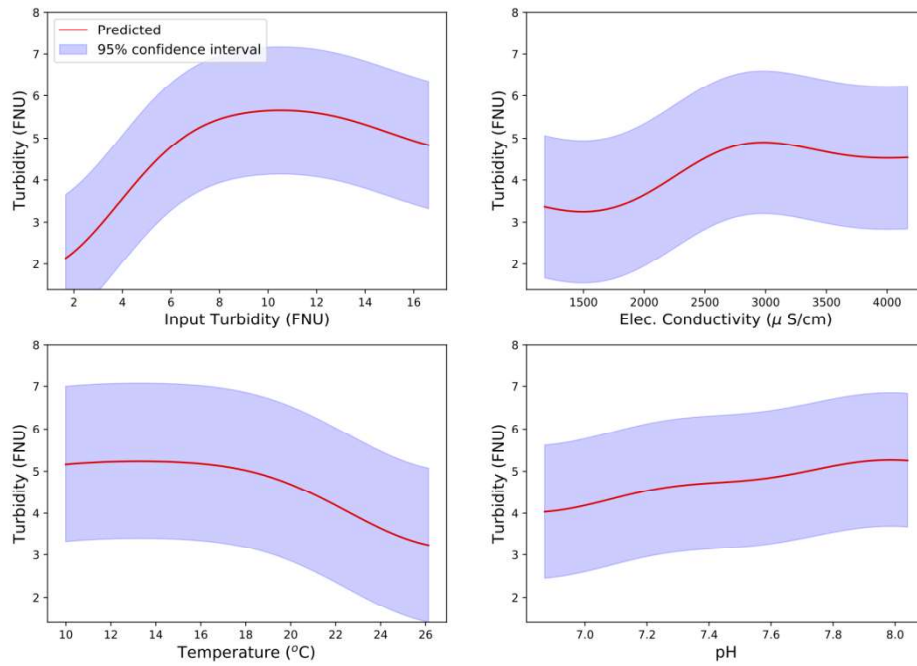 Predicted
95% confidence interval
8
7
6
5
4
3
2
Turbidity (FNU)
2 4 6 8 10 12 14 16
Input Turbidity (FNU)
8
7
6
5
4
3
2
Turbidity (FNU)
1500 2000 2500 3000 3500 4000
Elec. Conductivity (μ S/cm)
8
7
6
5
4
3
2
Turbidity (FNU)
10 12 14 16 18 20 22 24 26
Temperature (°C)
8
7
6
5
4
3
2
Turbidity (FNU)
7.0 7.2 7.4 7.6 7.8 8.0
pH